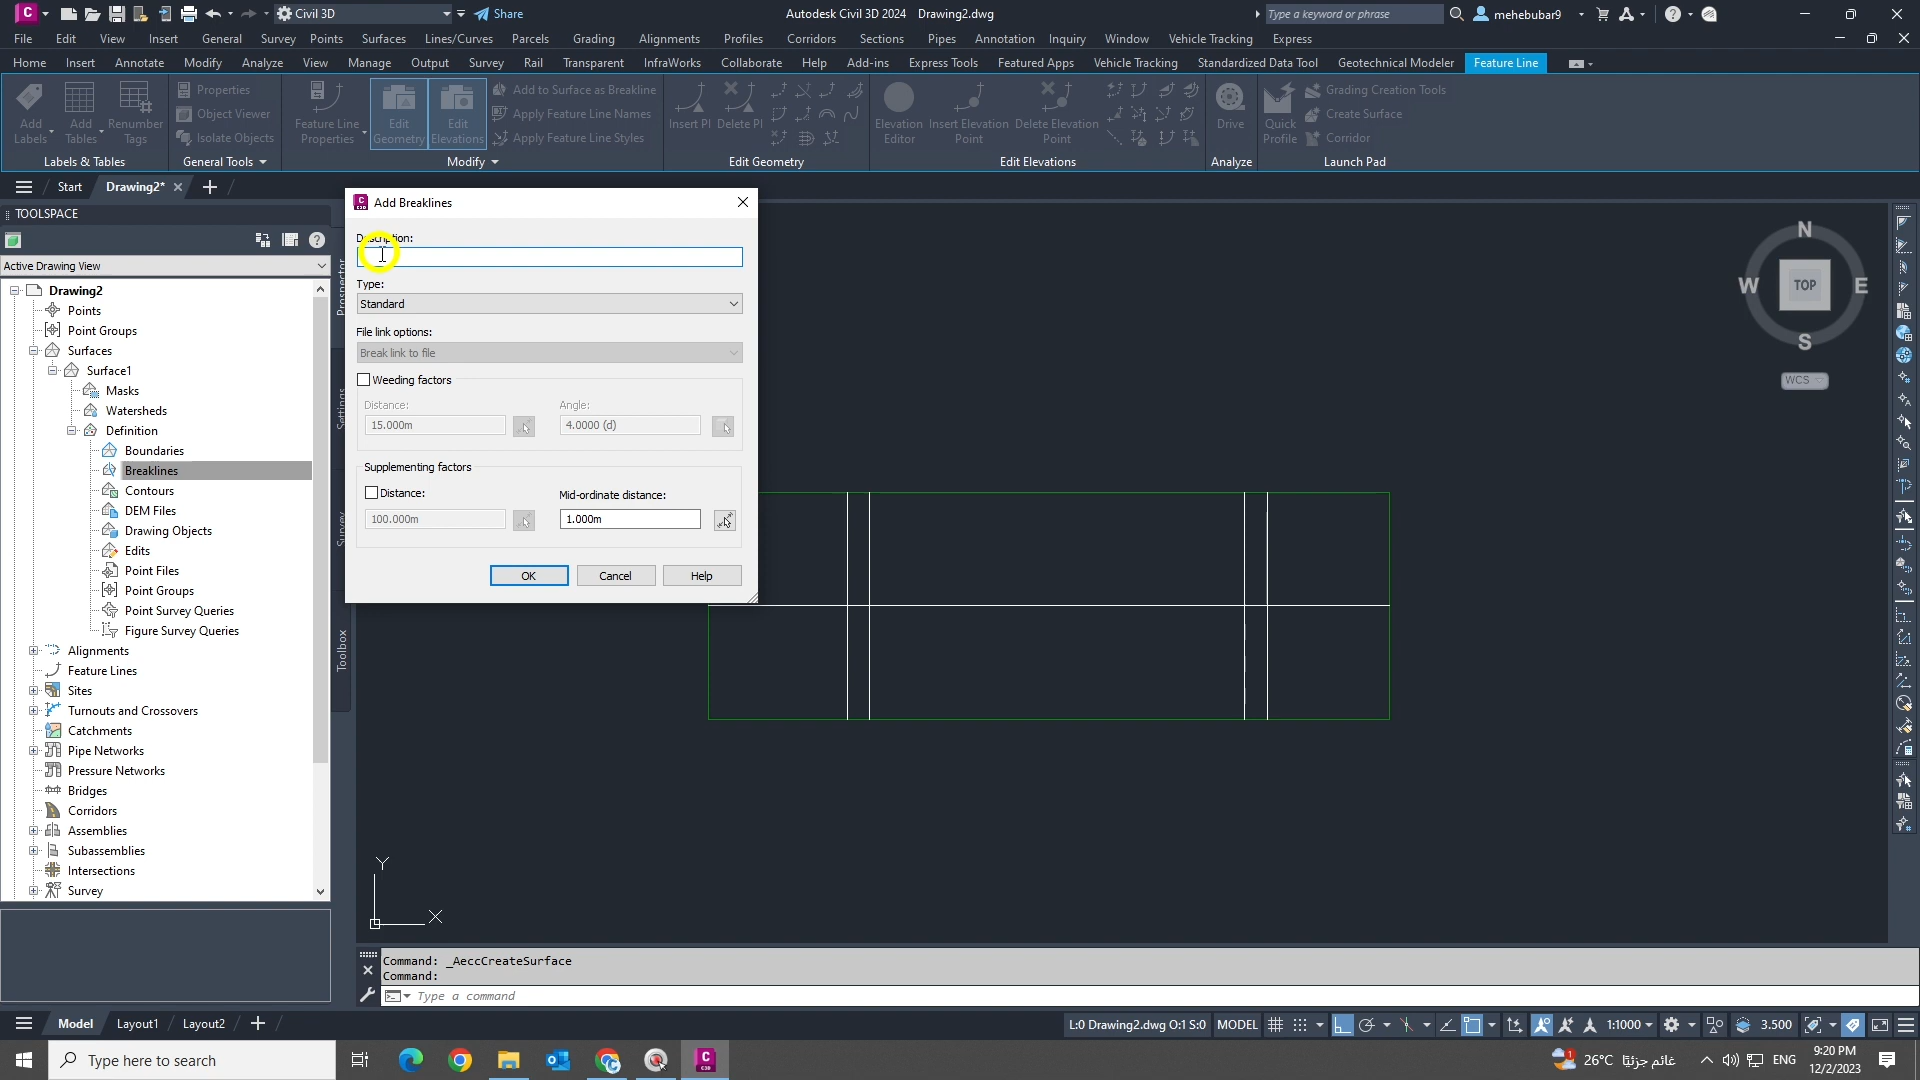 Civil 3D
Share
Autodesk Civil 3D 2024 Drawing2.dwg
Type a keyword or phrase
mehebubar9
File Edit View Insert General Survey Points Surfaces Lines/Curves Parcels Grading Alignments Profiles Corridors Sections Pipes Annotation Inquiry Window Vehicle Tracking Express
Home Insert Annotate Modify Analyze View Manage Output Survey Rail Transparent InfraWorks Collaborate Help Add-ins Express Tools Featured Apps Vehicle Tracking Standardized Data Tool Geotechnical Modeler Feature Line
Add Labels
Add Tables
Renumber Tags
Labels & Tables
Properties
Object Viewer
Isolate Objects
General Tools
Feature Line Properties
Edit Geometry
Edit Elevations
Add to Surface as Breakline
Apply Feature Line Names
Apply Feature Line Styles
Modify
Insert PI
Delete PI
Edit Geometry
Elevation Editor
Insert Elevation Point
Delete Elevation Point
Edit Elevations
Drive
Analyze
Quick Profile
Grading Creation Tools
Create Surface
Corridor
Launch Pad
Start
Drawing2*
TOOLSPACE
Active Drawing View
Drawing2
Points
Point Groups
Surfaces
Surface1
Masks
Watersheds
Definition
Boundaries
Breaklines
Contours
DEM Files
Drawing Objects
Edits
Point Files
Point Groups
Point Survey Queries
Figure Survey Queries
Alignments
Feature Lines
Sites
Turnouts and Crossovers
Catchments
Pipe Networks
Pressure Networks
Bridges
Corridors
Assemblies
Subassemblies
Intersections
Survey
Prospector
Settings
Survey
Toolbox
Add Breaklines
Description:
Type:
Standard
File link options:
Break link to file
Weeding factors
Distance:
Angle:
15.000m
4.0000 (d)
Supplementing factors
Distance:
Mid-ordinate distance:
100.000m
1.000m
OK
Cancel
Help
N
W
TOP
E
S
WCS
Y
X
Command: _AeccCreateSurface
Command:
Type a command
Model
Layout1
Layout2
L:0 Drawing2.dwg O:1 S:0
MODEL
1:1000
3.500
Type here to search
C3D
26°C غائم جزئيًا
ENG
9:20 PM
12/2/2023